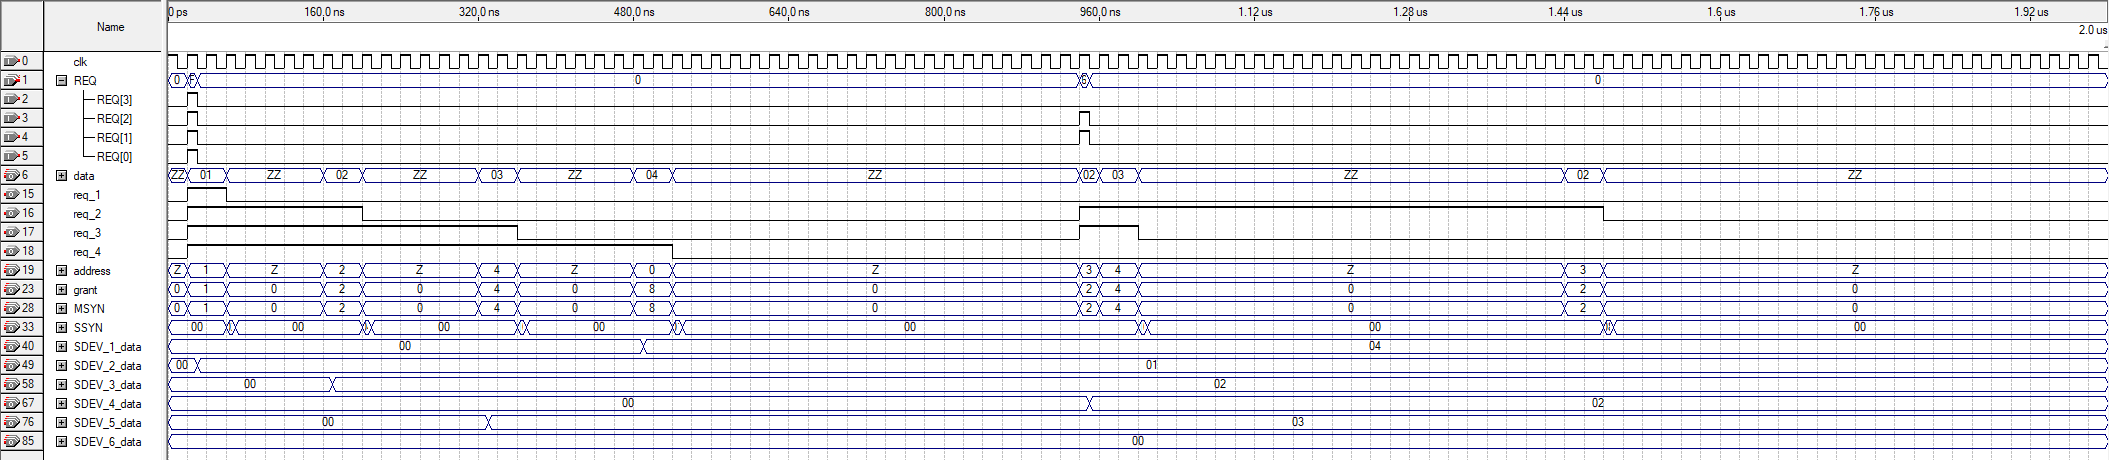 0 ps 160.0 ns 320.0 ns 480.0 ns 640.0 ns 800.0 ns 960.0 ns 1.12 us 1.28 us 1.44 us 1.6 us 1.76 us 1.92 us
Name
2.0 us
0 clk
1 REQ 0 F 0 6 0
2 REQ[3]
3 REQ[2]
4 REQ[1]
5 REQ[0]
6 data ZZ 01 ZZ 02 ZZ 03 ZZ 04 ZZ 02 03 ZZ 02 ZZ
15 req_1
16 req_2
17 req_3
18 req_4
19 address Z 1 Z 2 Z 4 Z 0 Z 3 4 Z 3 Z
23 grant 0 1 0 2 0 4 0 8 0 2 4 0 2 0
28 MSYN 0 1 0 2 0 4 0 8 0 2 4 0 2 0
33 SSYN 00 00 00 00 00 00 00
40 SDEV_1_data 00 04
49 SDEV_2_data 00 01
58 SDEV_3_data 00 02
67 SDEV_4_data 00 02
76 SDEV_5_data 00 03
85 SDEV_6_data 00